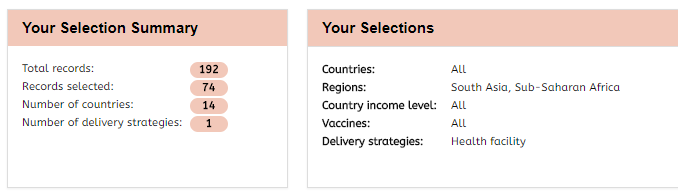 Your Selection Summary
Total records: 192
Records selected: 74
Number of countries: 14
Number of delivery strategies: 1
Your Selections
Countries: All
Regions: South Asia, Sub-Saharan Africa
Country income level: All
Vaccines: All
Delivery strategies: Health facility